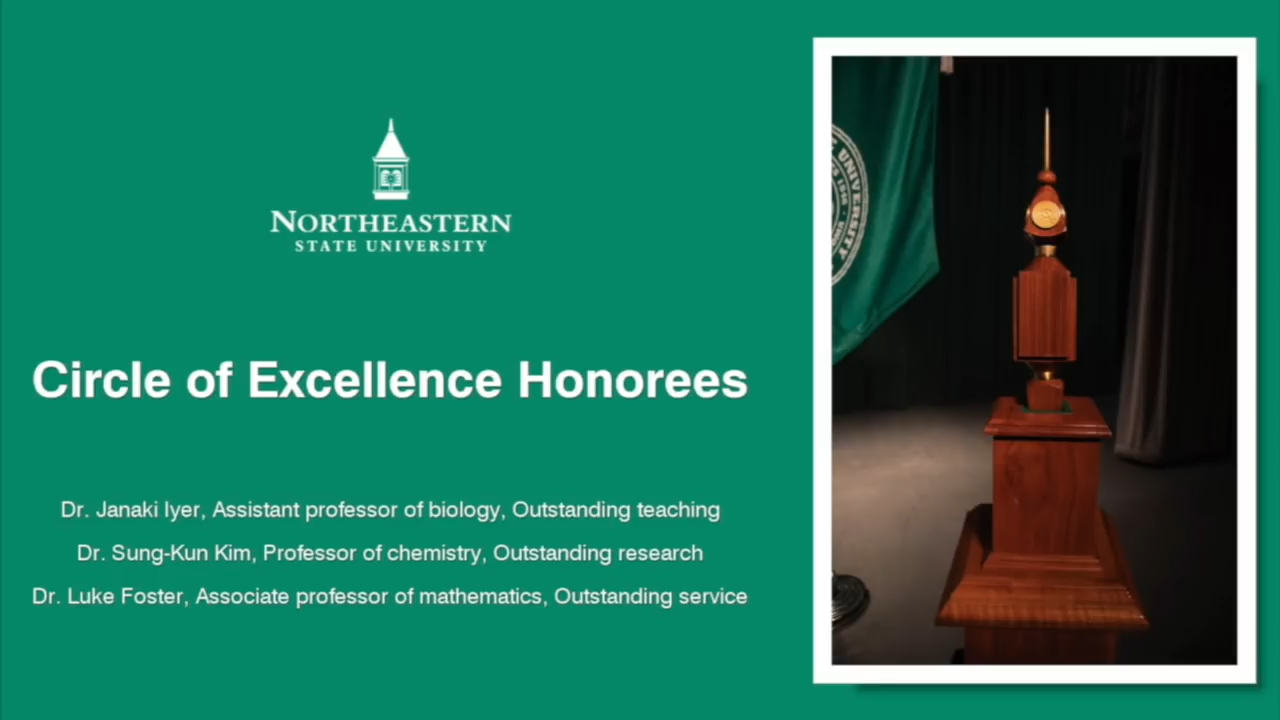 NORTHEASTERN
STATE UNIVERSITY
Circle of Excellence Honorees
Dr. Janaki Iyer, Assistant professor of biology, Outstanding teaching
Dr. Sung-Kun Kim, Professor of chemistry, Outstanding research
Dr. Luke Foster, Associate professor of mathematics, Outstanding service
UNIVERSITY